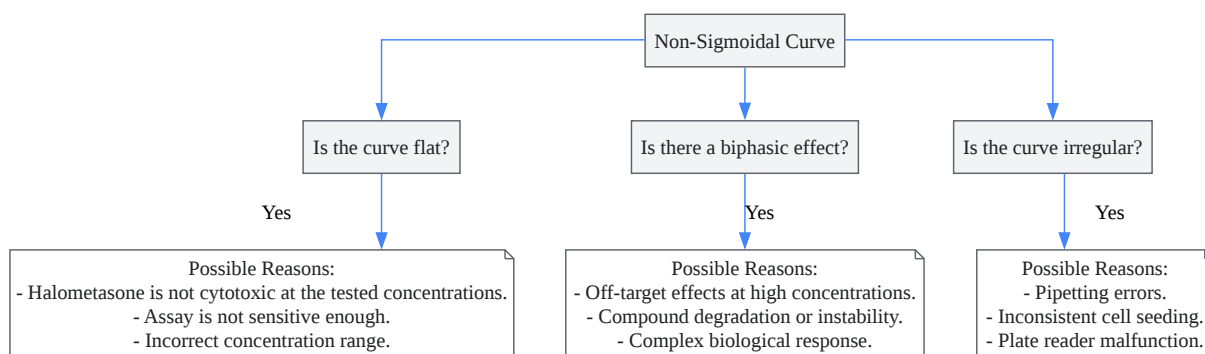 Non-Sigmoidal Curve
Is the curve flat?
Is there a biphasic effect?
Is the curve irregular?
Yes
Yes
Yes
Possible Reasons:
- Halometasone is not cytotoxic at the tested concentrations.
- Assay is not sensitive enough.
- Incorrect concentration range.
Possible Reasons:
- Off-target effects at high concentrations.
- Compound degradation or instability.
- Complex biological response.
Possible Reasons:
- Pipetting errors.
- Inconsistent cell seeding.
- Plate reader malfunction.